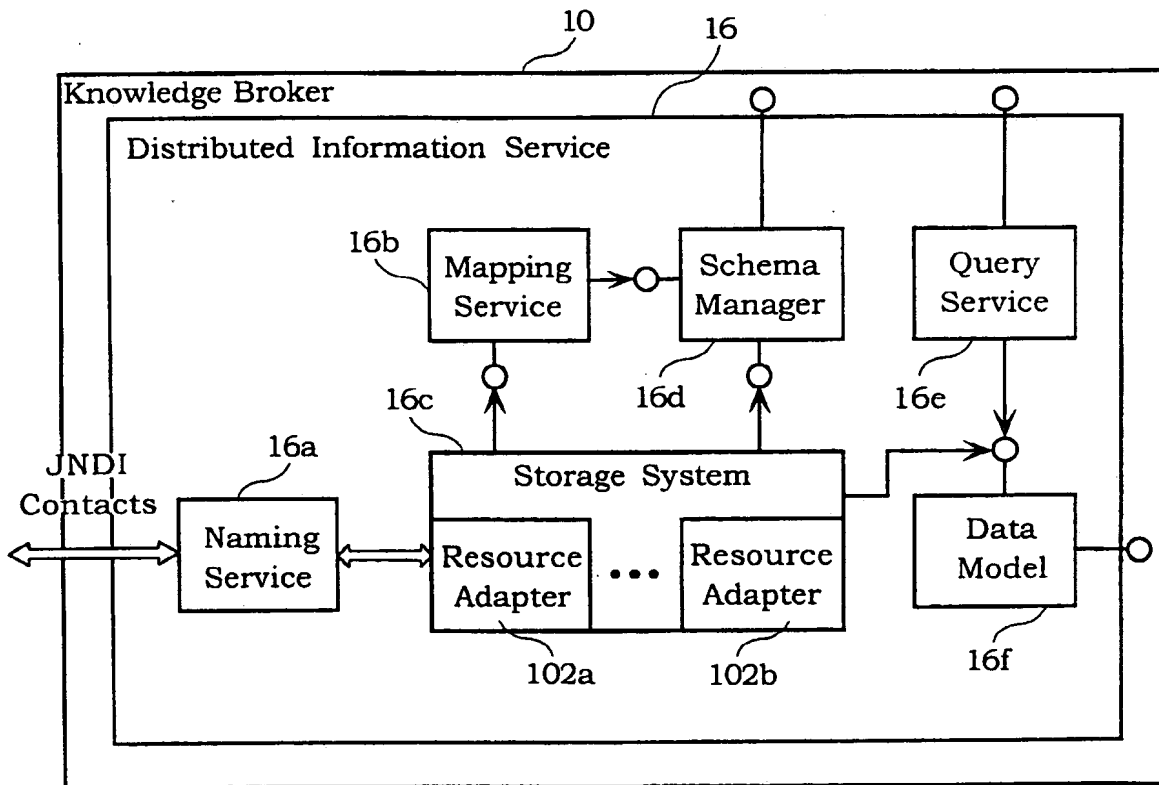 10
16
Knowledge Broker
Distributed Information Service
16b
Mapping
Service
Schema
Manager
Query
Service
16c
16d
16e
JNDI
Contacts
16a
Naming
Service
Storage System
Resource
Adapter
Resource
Adapter
Data
Model
102a
102b
16f